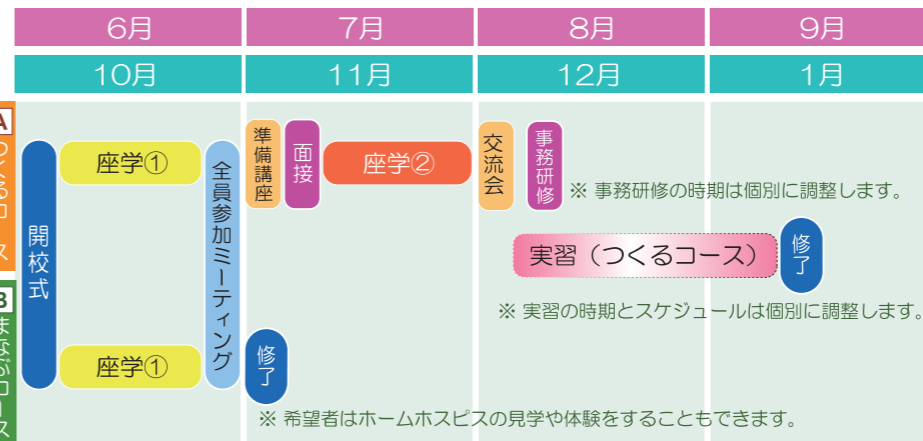 6月
7月
8月
9月
10月
11月
12月
1月
A
つくるコース
開校式
座学①
全員参加ミーティング
準備講座
面接
座学②
交流会
事務研修
※ 事務研修の時期は個別に調整します。
実習(つくるコース)
修了
※ 実習の時期とスケジュールは個別に調整します。
B
まなぶコース
座学①
修了
※ 希望者はホームホスピスの見学や体験をすることもできます。